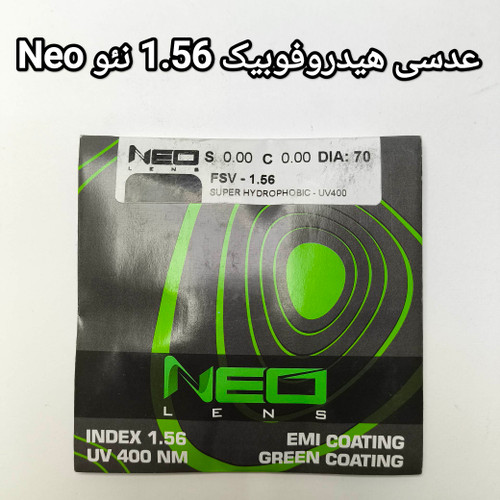 عدسی هیدروفوبیک 1.56 نئو Neo
NEO S 0.00 C 0.00 DIA: 70
LENS
FSV - 1.56
SUPER HYDROPHOBIC - UV400
NEO
LENS
INDEX 1.56 EMI COATING
UV 400 NM GREEN COATING